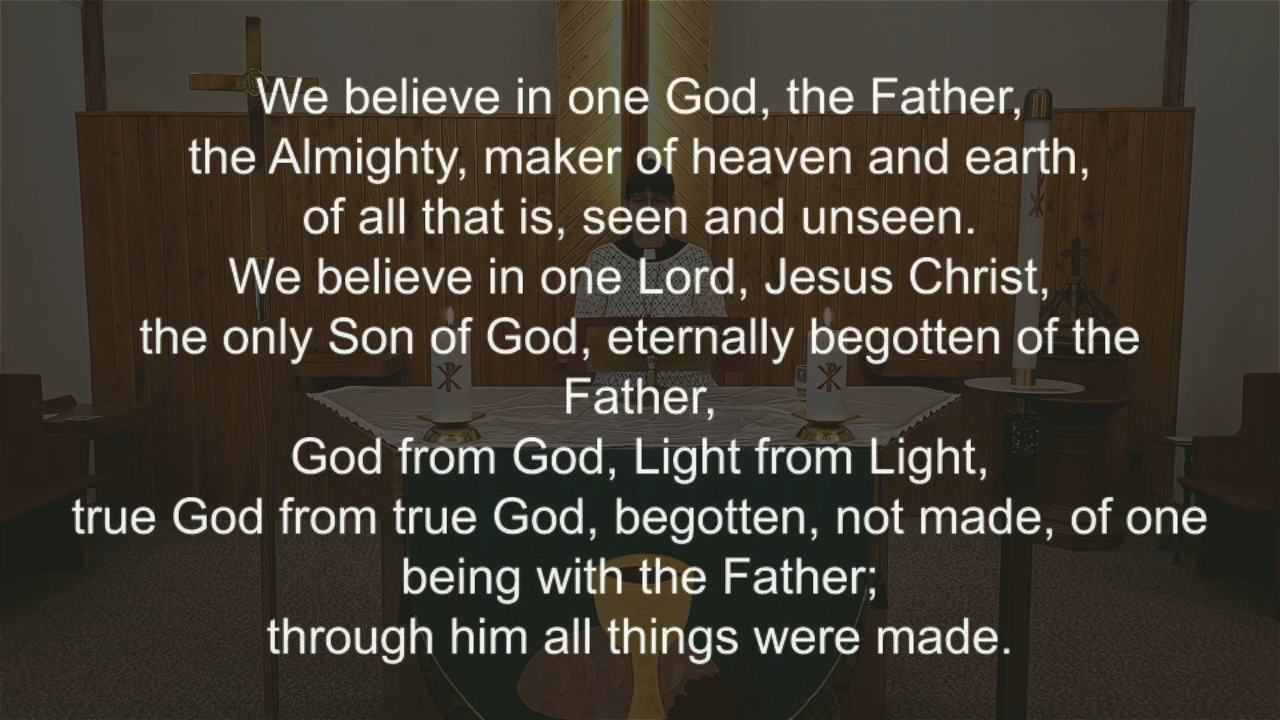 We believe in one God, the Father,
the Almighty, maker of heaven and earth,
of all that is, seen and unseen.
We believe in one Lord, Jesus Christ,
the only Son of God, eternally begotten of the
Father,
God from God, Light from Light,
true God from true God, begotten, not made, of one
being with the Father;
through him all things were made.